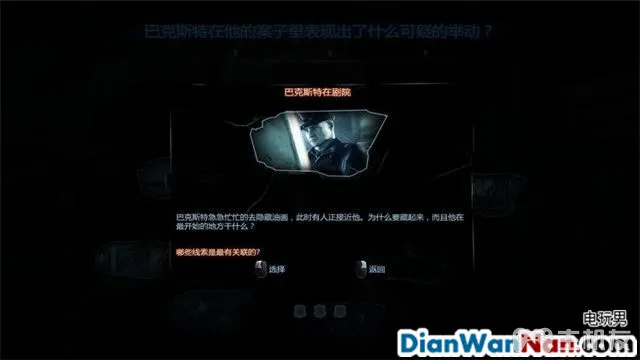 巴克斯特在他的案子里表现出了什么可疑的举动？
巴克斯特在剧院
巴克斯特急急忙忙的去隐藏油画，此时有人正接近他。为什么要藏起来，而且他在
最开始的地方干什么？
哪些线索是最有关联的?
选择
返回
电玩男
DianWanNan.com